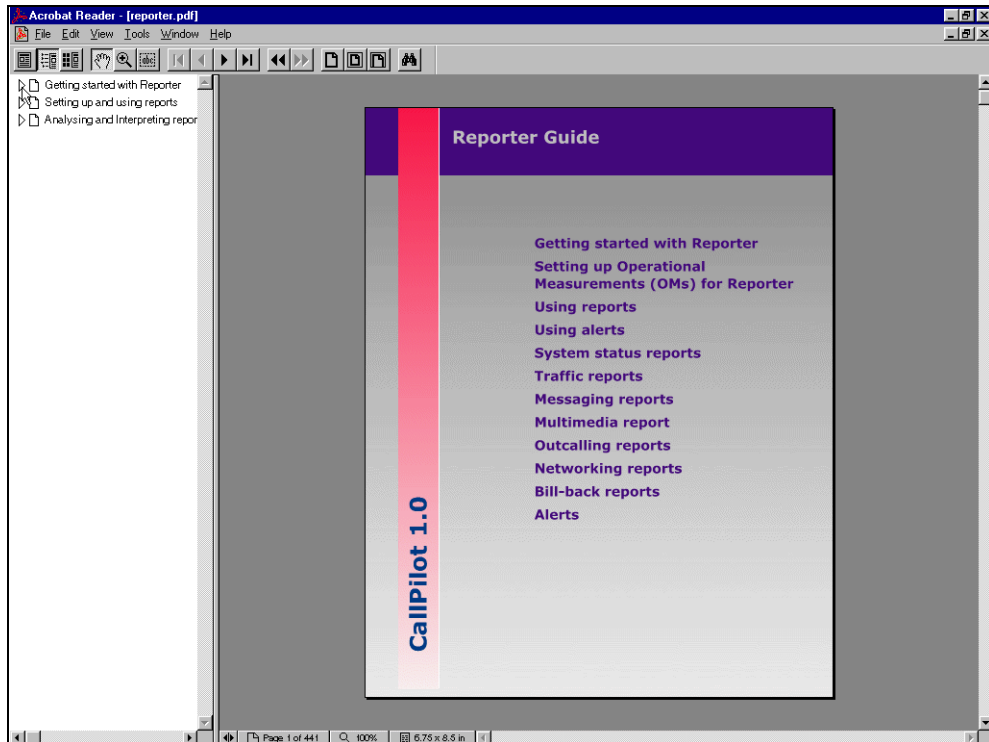 Acrobat Reader - [reporter.pdf]
File Edit View Tools Window Help
abc
Getting started with Reporter
Setting up and using reports
Analysing and Interpreting repor
Reporter Guide
Getting started with Reporter
Setting up Operational
Measurements (OMs) for Reporter
Using reports
Using alerts
System status reports
Traffic reports
Messaging reports
Multimedia report
Outcalling reports
Networking reports
Bill-back reports
Alerts
CallPilot 1.0
Page 1 of 441
100%
6.75 x 8.5 in